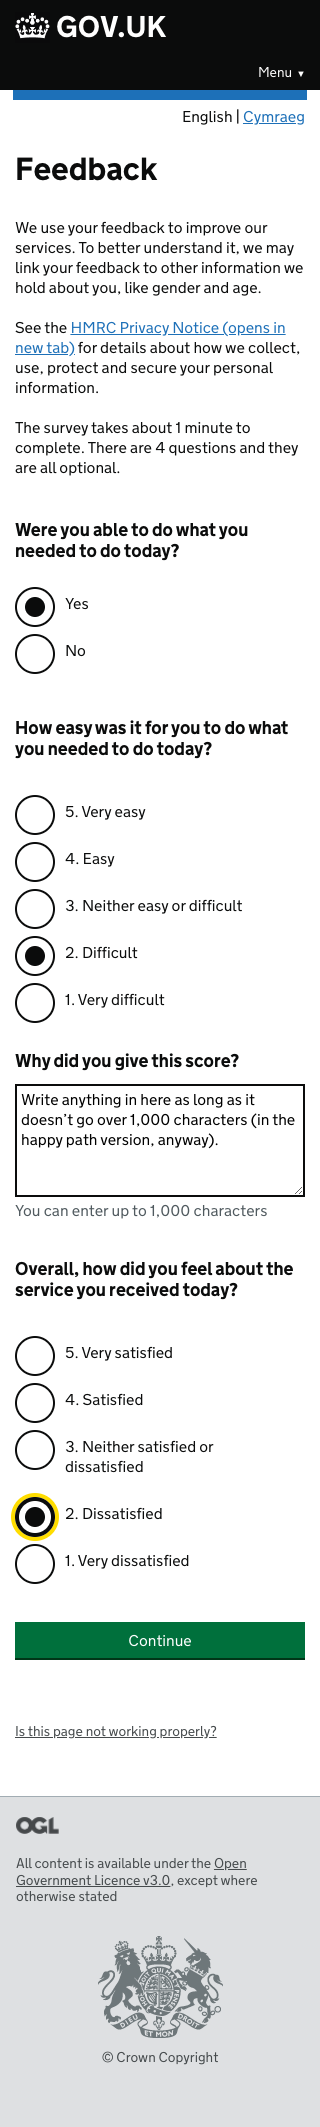 GOV.UK
Menu ▼
English | Cymraeg
Feedback
We use your feedback to improve our
services. To better understand it, we may
link your feedback to other information we
hold about you, like gender and age.
See the HMRC Privacy Notice (opens in
new tab) for details about how we collect,
use, protect and secure your personal
information.
The survey takes about 1 minute to
complete. There are 4 questions and they
are all optional.
Were you able to do what you
needed to do today?
Yes
No
How easy was it for you to do what
you needed to do today?
5. Very easy
4. Easy
3. Neither easy or difficult
2. Difficult
1. Very difficult
Why did you give this score?
Write anything in here as long as it
doesn’t go over 1,000 characters (in the
happy path version, anyway).
You can enter up to 1,000 characters
Overall, how did you feel about the
service you received today?
5. Very satisfied
4. Satisfied
3. Neither satisfied or
dissatisfied
2. Dissatisfied
1. Very dissatisfied
Continue
Is this page not working properly?
OGL
All content is available under the Open
Government Licence v3.0, except where
otherwise stated
DIEU ET MON DROIT
© Crown Copyright